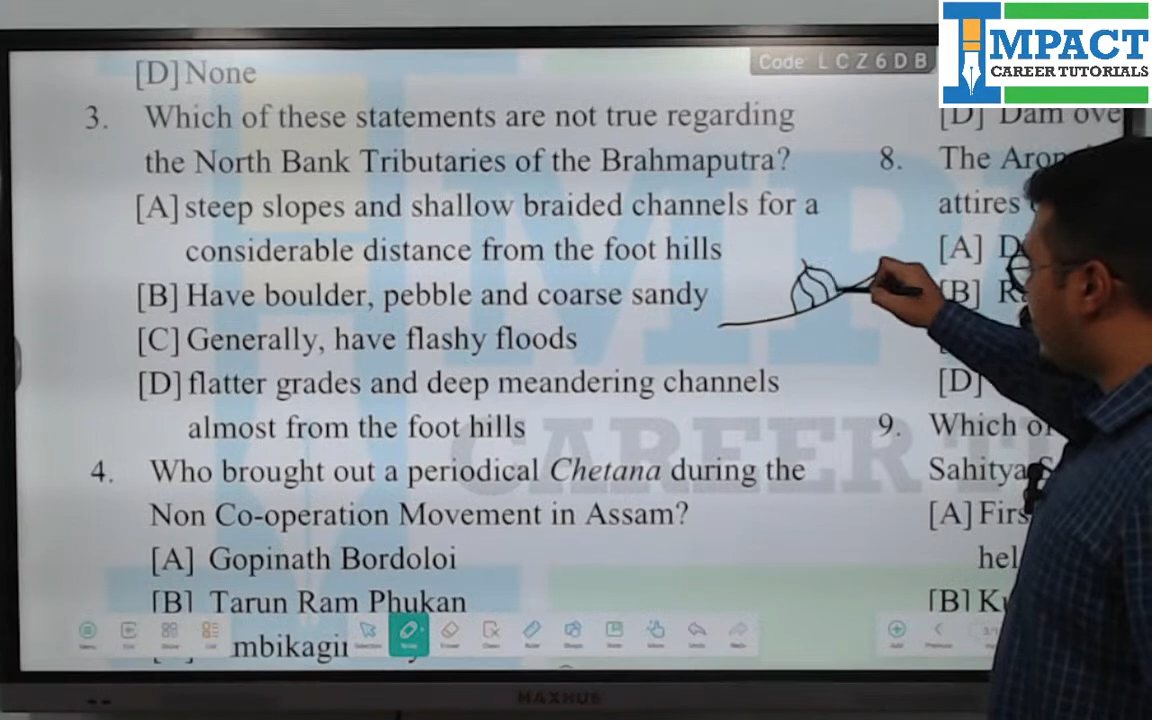 MPACT
CAREER TUTORIALS
Code: LCZ6DB
[D] None
3. Which of these statements are not true regarding
the North Bank Tributaries of the Brahmaputra?
[A] steep slopes and shallow braided channels for a
considerable distance from the foot hills
[B] Have boulder, pebble and coarse sandy
[C] Generally, have flashy floods
[D] flatter grades and deep meandering channels
almost from the foot hills
4. Who brought out a periodical Chetana during the
Non Co-operation Movement in Assam?
[A] Gopinath Bordoloi
[B] Tarun Ram Phukan
[D] Dam ove
8. The
attires
[A]
[B]
[D]
9. Which
Sahitya
[A] Firs
hel
[B]
CAREER T
MAXHUB